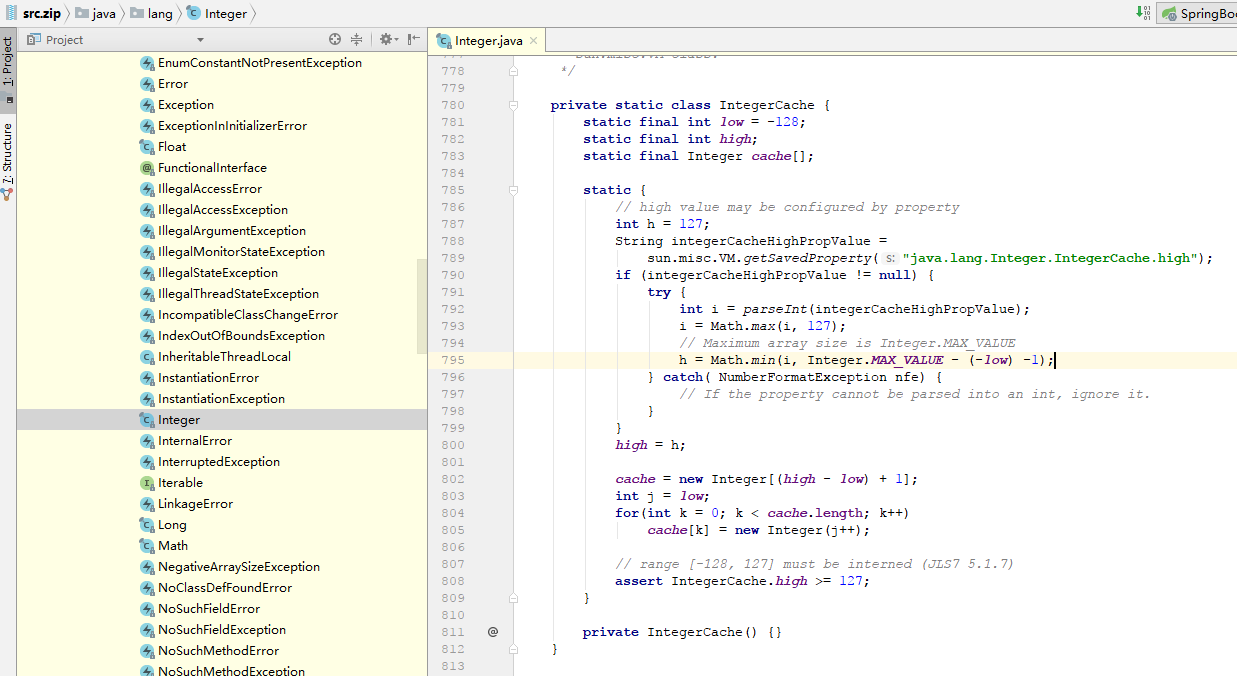 src.zip java lang Integer SpringBoo
1: Project
7: Structure
Project
Integer.java
EnumConstantNotPresentException
Error
Exception
ExceptionInInitializerError
Float
FunctionalInterface
IllegalAccessError
IllegalAccessException
IllegalArgumentException
IllegalMonitorStateException
IllegalStateException
IllegalThreadStateException
IncompatibleClassChangeError
IndexOutOfBoundsException
InheritableThreadLocal
InstantiationError
InstantiationException
Integer
InternalError
InterruptedException
Iterable
LinkageError
Long
Math
NegativeArraySizeException
NoClassDefFoundError
NoSuchFieldError
NoSuchFieldException
NoSuchMethodError
NoSuchMethodException
778 */
779
780 private static class IntegerCache {
781 static final int low = -128;
782 static final int high;
783 static final Integer cache[];
784
785 static {
786 // high value may be configured by property
787 int h = 127;
788 String integerCacheHighPropValue =
789 sun.misc.VM.getSavedProperty( s: "java.lang.Integer.IntegerCache.high");
790 if (integerCacheHighPropValue != null) {
791 try {
792 int i = parseInt(integerCacheHighPropValue);
793 i = Math.max(i, 127);
794 // Maximum array size is Integer.MAX_VALUE
795 h = Math.min(i, Integer.MAX_VALUE - (-low) -1);
796 } catch( NumberFormatException nfe) {
797 // If the property cannot be parsed into an int, ignore it.
798 }
799 }
800 high = h;
801
802 cache = new Integer[(high - low) + 1];
803 int j = low;
804 for(int k = 0; k < cache.length; k++)
805 cache[k] = new Integer(j++);
806
807 // range [-128, 127] must be interned (JLS7 5.1.7)
808 assert IntegerCache.high >= 127;
809 }
810
811 @ private IntegerCache() {}
812 }
813